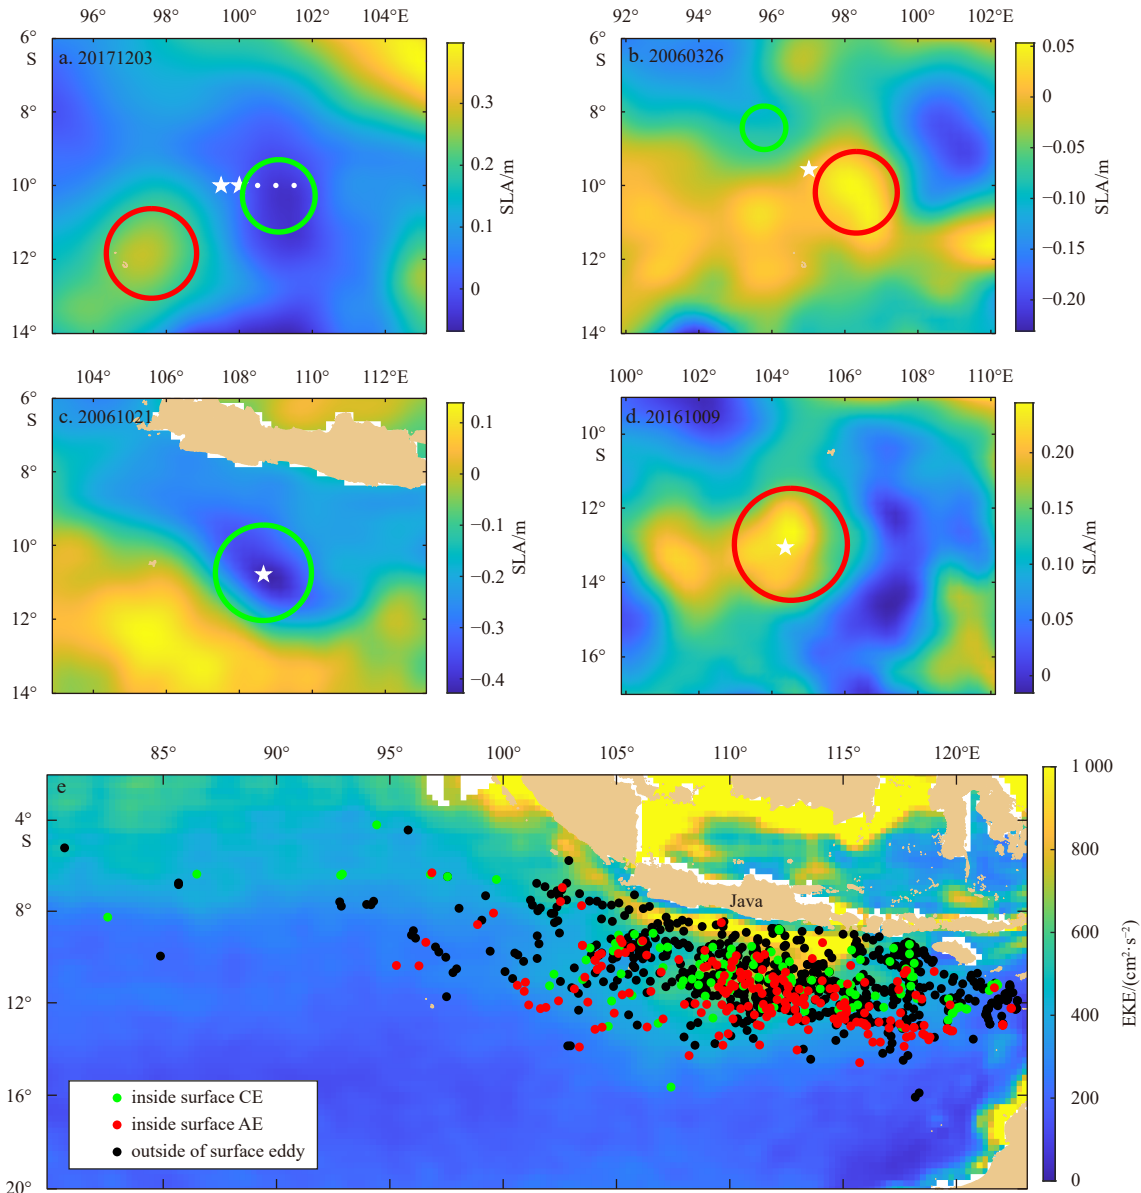 96° 98° 100° 102° 104°E
6°
S
8°
10°
12°
14°
a. 20171203
0.3
0.2
0.1
0
SLA/m
92° 94° 96° 98° 100° 102°E
6°
S
8°
10°
12°
14°
b. 20060326
0.05
0
−0.05
−0.10
−0.15
−0.20
SLA/m
104° 106° 108° 110° 112°E
6°
S
8°
10°
12°
14°
c. 20061021
0.1
0
−0.1
−0.2
−0.3
−0.4
SLA/m
100° 102° 104° 106° 108° 110°E
10°
S
12°
14°
16°
d. 20161009
0.20
0.15
0.10
0.05
0
SLA/m
85° 90° 95° 100° 105° 110° 115° 120°E
4°
S
8°
12°
16°
20°
e
Java
inside surface CE
inside surface AE
outside of surface eddy
1 000
800
600
400
200
0
EKE/(cm²·s⁻²)